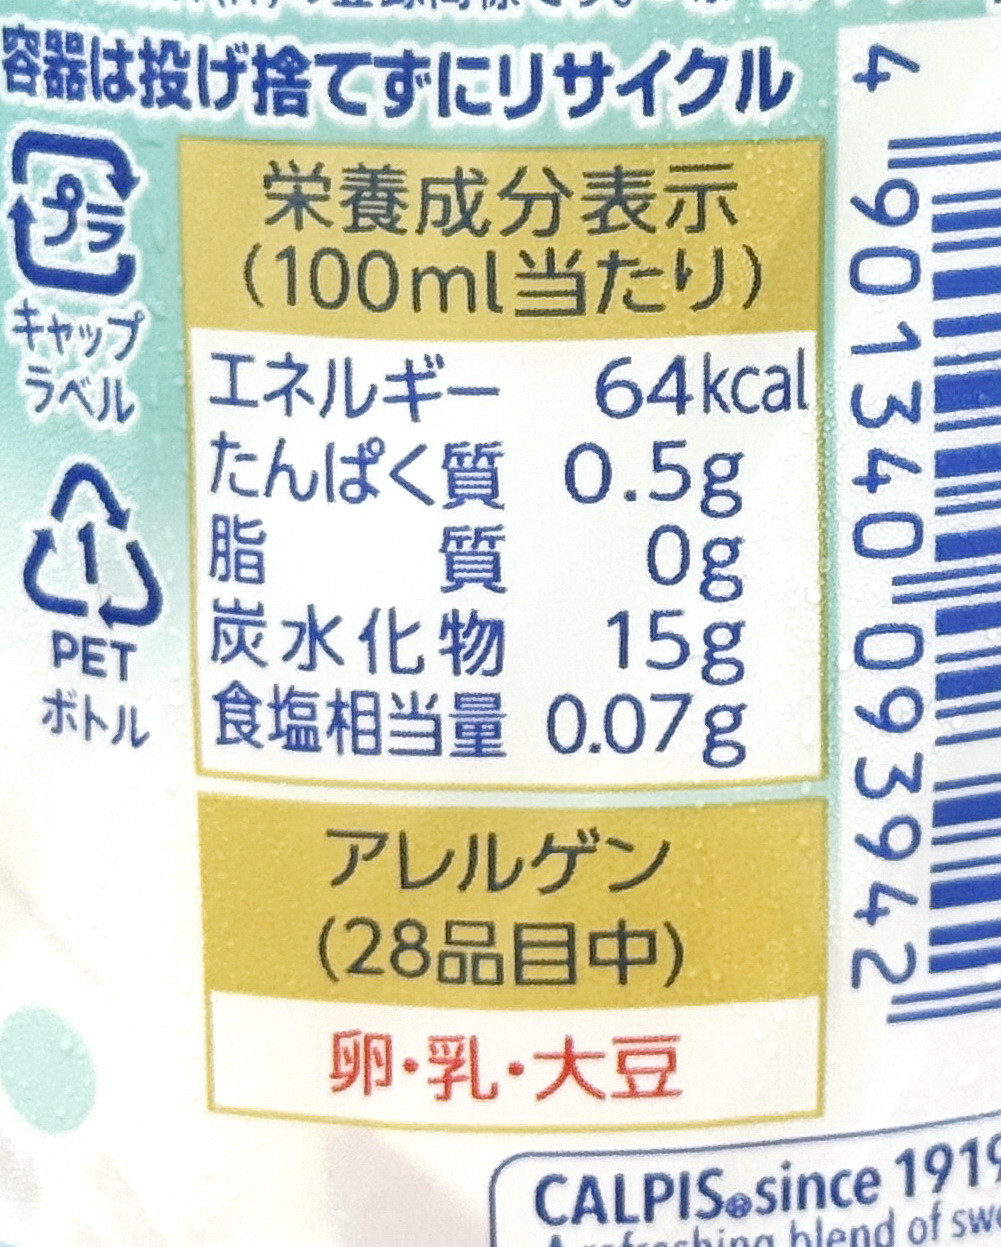 容器は投げ捨てずにリサイクル
プラ
キャップ
ラベル
1
PET
ボトル
栄養成分表示
(100ml当たり)
エネルギー 64kcal
たんぱく質 0.5g
脂質 0g
炭水化物 15g
食塩相当量 0.07g
アレルゲン
(28品目中)
卵・乳・大豆
4 901340 093942
CALPIS since 1919
A refreshing blend of